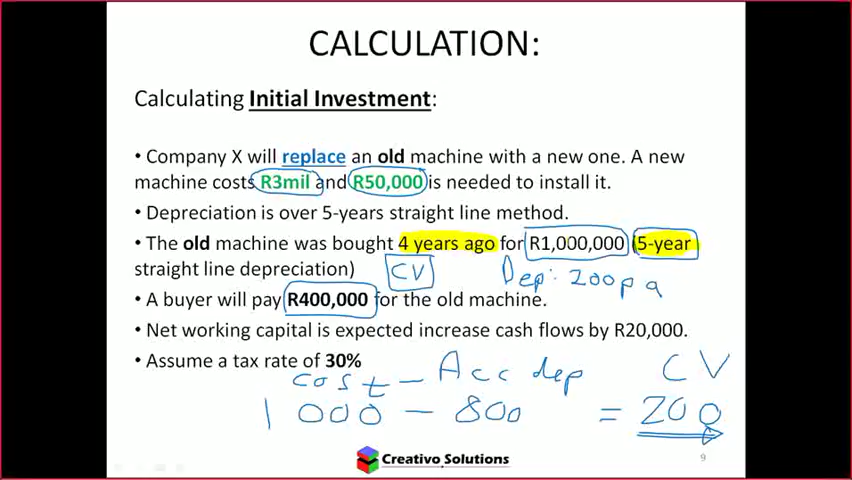 CALCULATION:
Calculating Initial Investment:
• Company X will replace an old machine with a new one. A new
machine costs R3mil and R50,000 is needed to install it.
• Depreciation is over 5-years straight line method.
• The old machine was bought 4 years ago for R1,000,000 (5-year
straight line depreciation)
CV
Dep: 200 p a
• A buyer will pay R400,000 for the old machine.
• Net working capital is expected increase cash flows by R20,000.
• Assume a tax rate of 30%
cost - Acc dep CV
1 000 - 800 = 200
Creativo Solutions
9